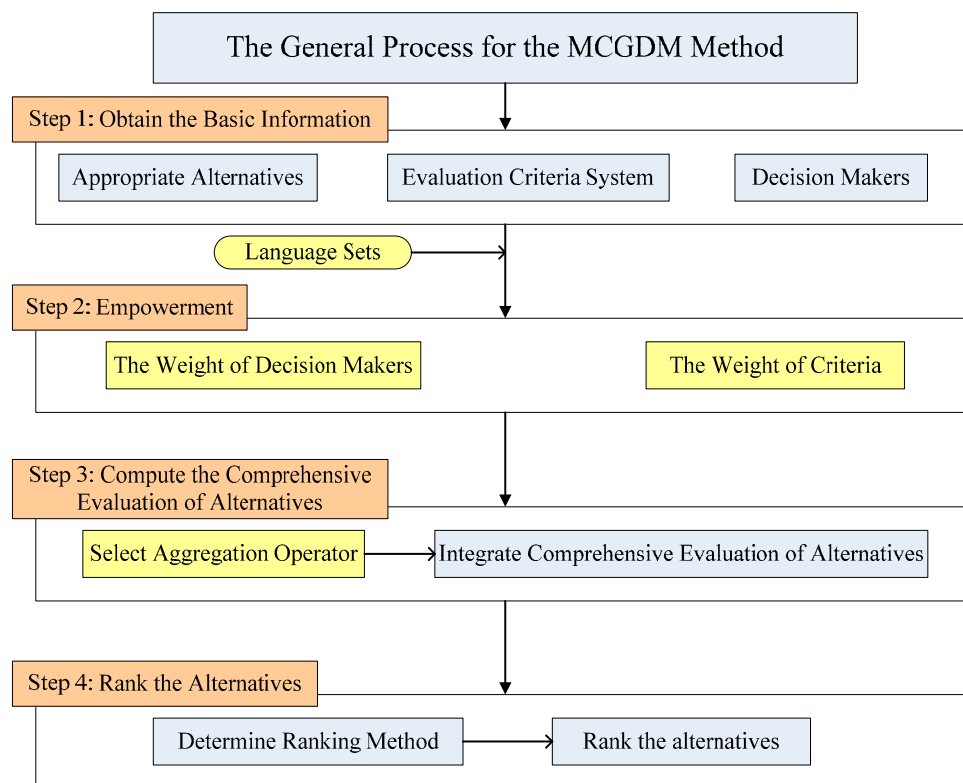 The General Process for the MCGDM Method
Step 1: Obtain the Basic Information
Appropriate Alternatives
Evaluation Criteria System
Decision Makers
Language Sets
Step 2: Empowerment
The Weight of Decision Makers
The Weight of Criteria
Step 3: Compute the Comprehensive
Evaluation of Alternatives
Select Aggregation Operator
Integrate Comprehensive Evaluation of Alternatives
Step 4: Rank the Alternatives
Determine Ranking Method
Rank the alternatives